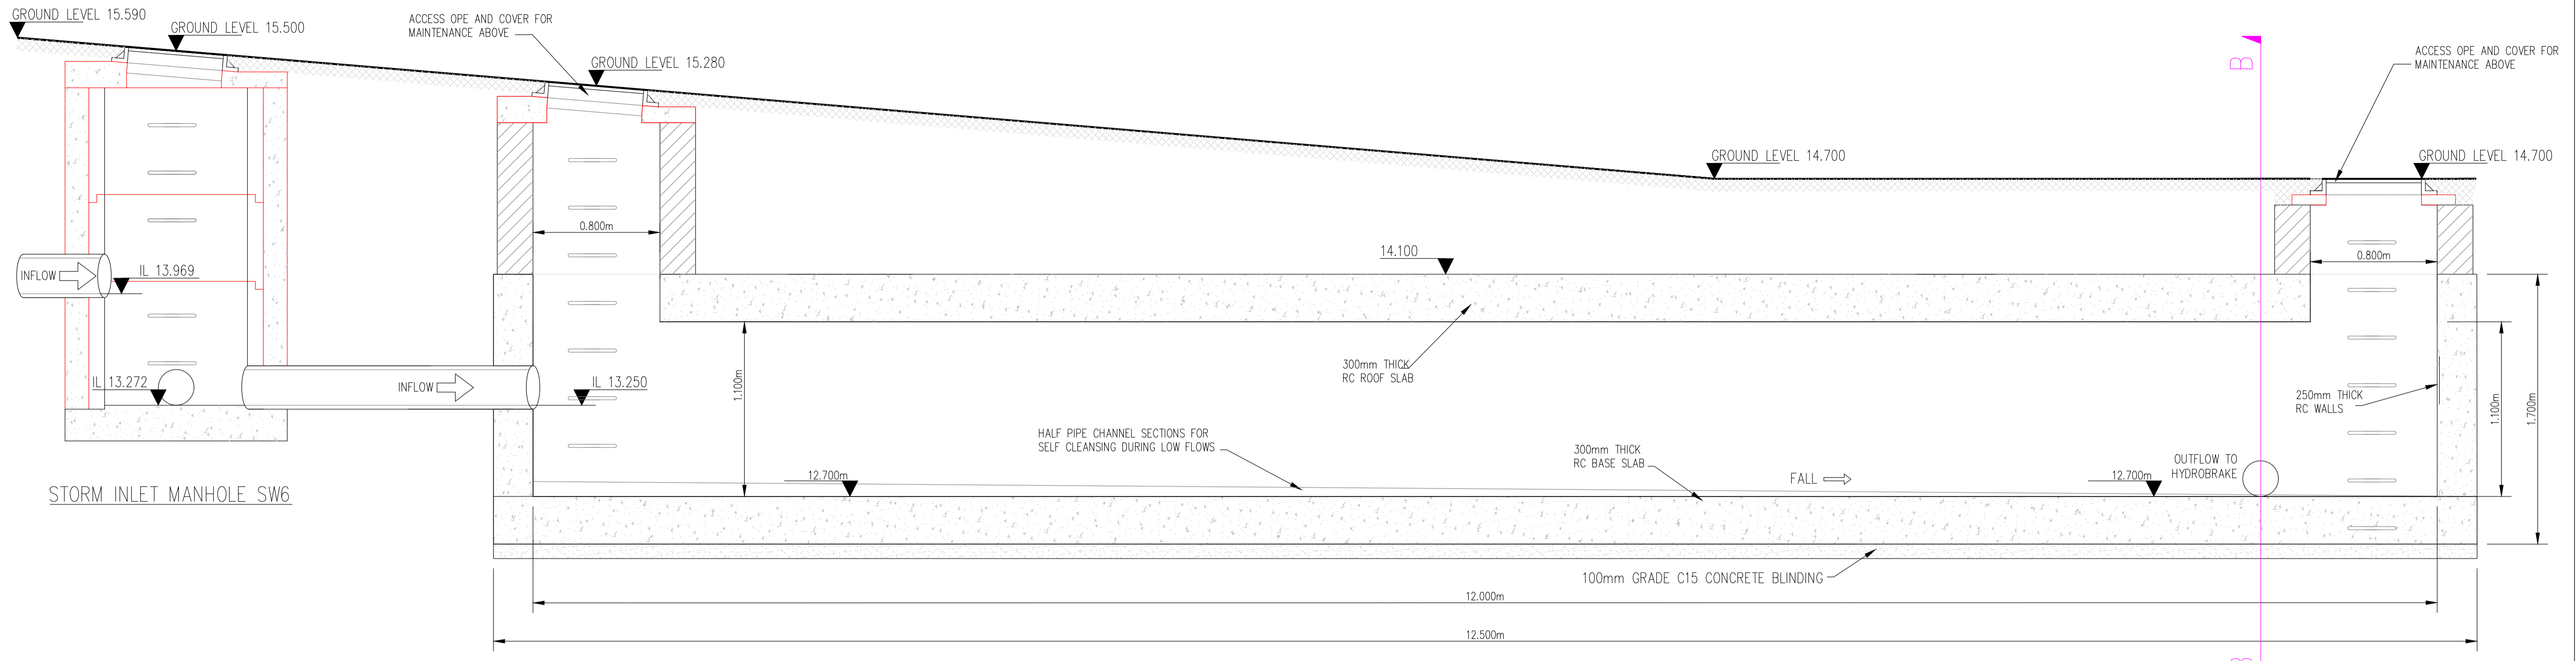 GROUND LEVEL 15.590
GROUND LEVEL 15.500
ACCESS OPE AND COVER FOR
MAINTENANCE ABOVE
GROUND LEVEL 15.280
B
ACCESS OPE AND COVER FOR
MAINTENANCE ABOVE
GROUND LEVEL 14.700
GROUND LEVEL 14.700
0.800m
14.100
0.800m
INFLOW
IL 13.969
300mm THICK
RC ROOF SLAB
IL 13.272
INFLOW
IL 13.250
1.100m
250mm THICK
RC WALLS
1.100m
1.700m
HALF PIPE CHANNEL SECTIONS FOR
SELF CLEANSING DURING LOW FLOWS
300mm THICK
RC BASE SLAB
OUTFLOW TO
HYDROBRAKE
12.700m
FALL
12.700m
STORM INLET MANHOLE SW6
100mm GRADE C15 CONCRETE BLINDING
12.000m
12.500m